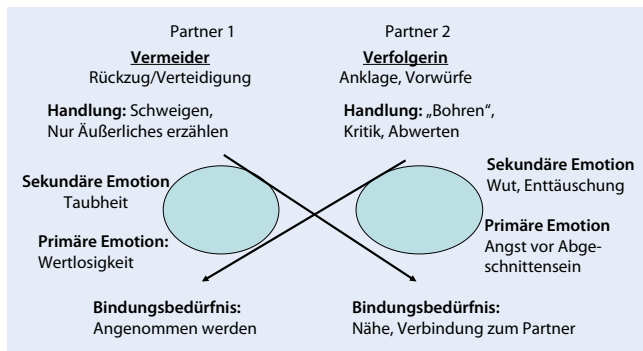 Partner 1
Vermeider
Rückzug/Verteidigung
Handlung: Schweigen,
Nur Äußerliches erzählen
Partner 2
Verfolgerin
Anklage, Vorwürfe
Handlung: „Bohren“,
Kritik, Abwerten
Sekundäre Emotion
Taubheit
Primäre Emotion:
Wertlosigkeit
Sekundäre Emotion
Wut, Enttäuschung
Primäre Emotion
Angst vor Abge-
schnittensein
Bindungsbedürfnis:
Angenommen werden
Bindungsbedürfnis:
Nähe, Verbindung zum Partner